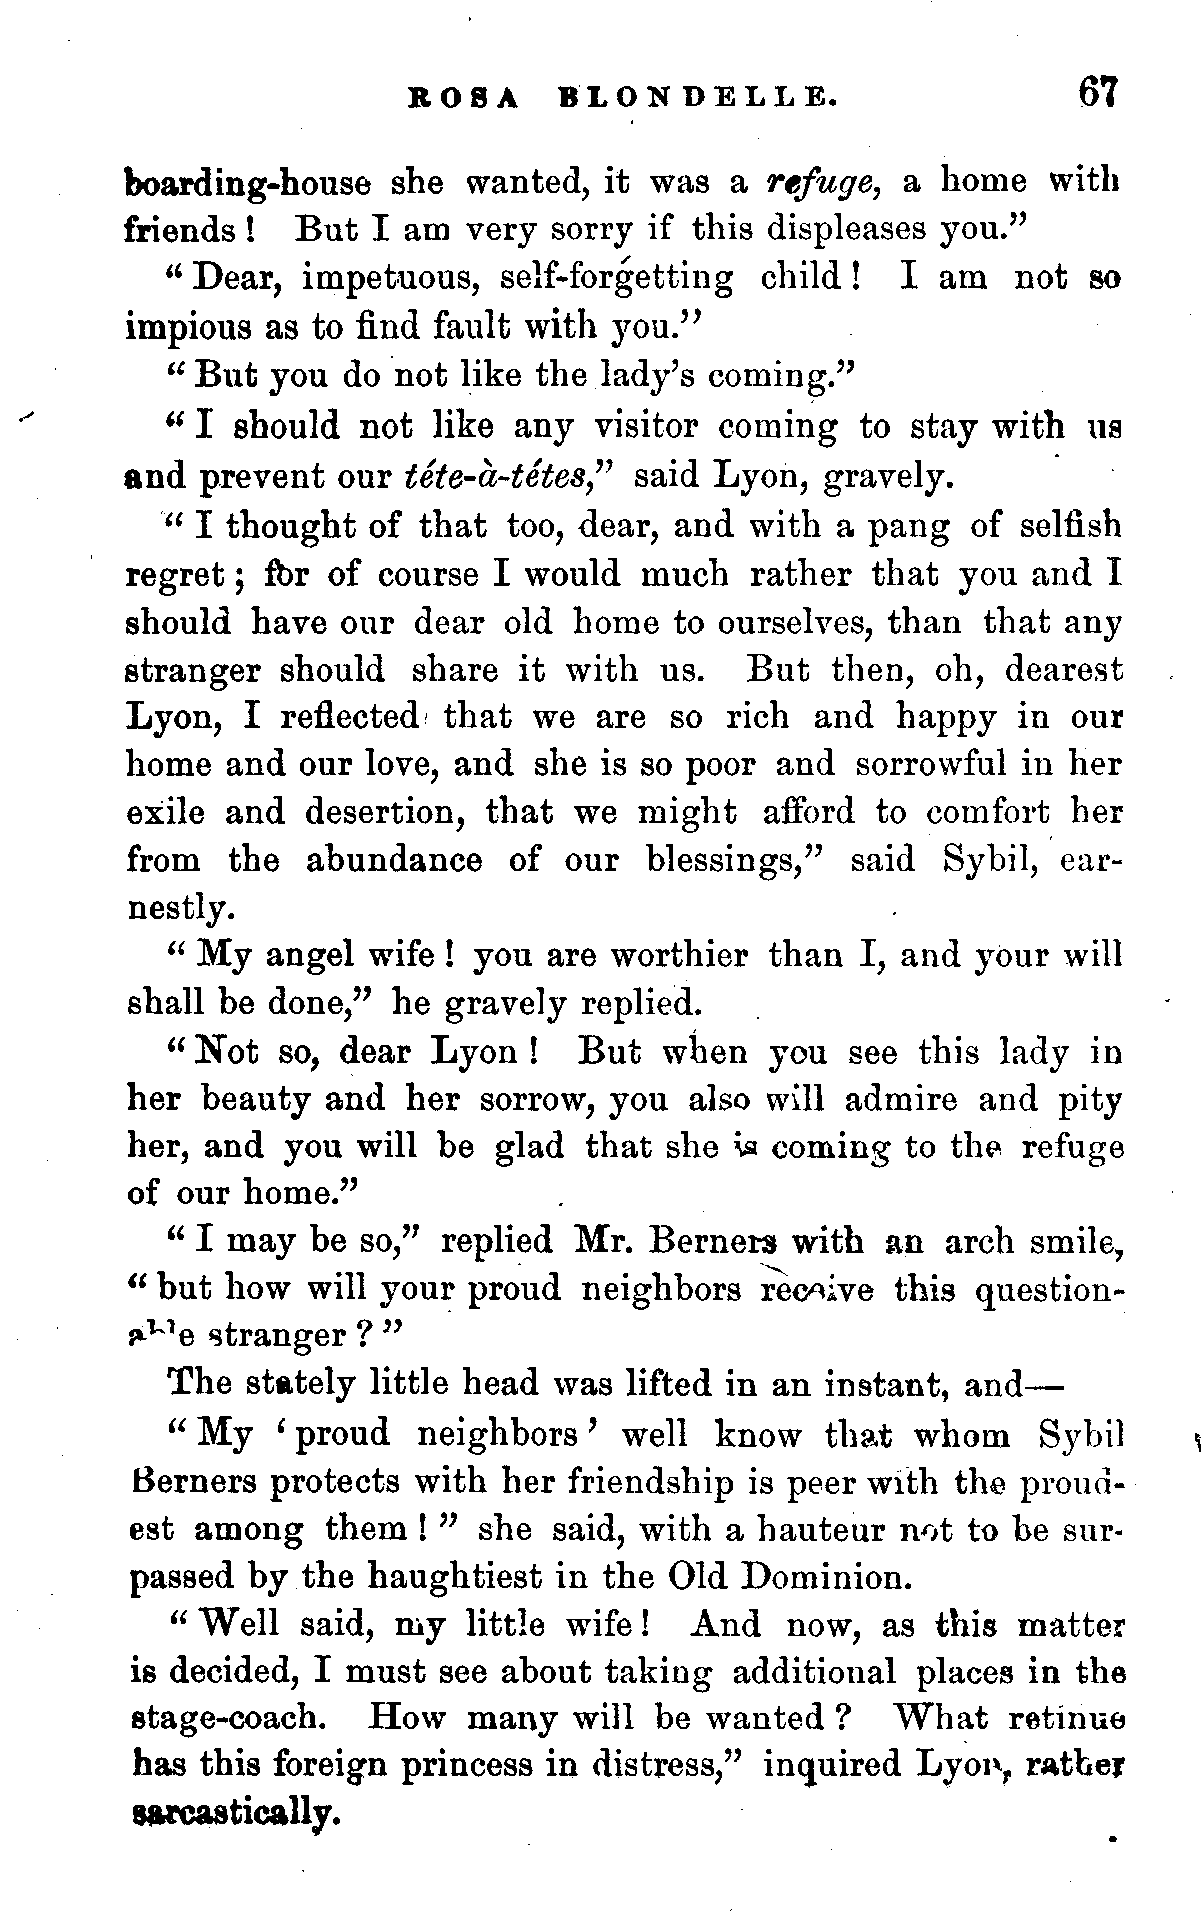 ROSA BLONDELLE. 67
boarding-house she wanted, it was a refuge, a home with
friends! But I am very sorry if this displeases you."
"Dear, impetuous, self-forgetting child! I am not so
impious as to find fault with you."
"But you do not like the lady's coming."
"I should not like any visitor coming to stay with us
and prevent our téte-à-tétes," said Lyon, gravely.
"I thought of that too, dear, and with a pang of selfish
regret; for of course I would much rather that you and I
should have our dear old home to ourselves, than that any
stranger should share it with us. But then, oh, dearest
Lyon, I reflected that we are so rich and happy in our
home and our love, and she is so poor and sorrowful in her
exile and desertion, that we might afford to comfort her
from the abundance of our blessings," said Sybil, ear-
nestly.
"My angel wife! you are worthier than I, and your will
shall be done," he gravely replied.
"Not so, dear Lyon! But when you see this lady in
her beauty and her sorrow, you also will admire and pity
her, and you will be glad that she is coming to the refuge
of our home."
"I may be so," replied Mr. Berners with an arch smile,
"but how will your proud neighbors receive this question-
able stranger?"
The stately little head was lifted in an instant, and—
"My 'proud neighbors' well know that whom Sybil
Berners protects with her friendship is peer with the proud-
est among them!" she said, with a hauteur not to be sur-
passed by the haughtiest in the Old Dominion.
"Well said, my little wife! And now, as this matter
is decided, I must see about taking additional places in the
stage-coach. How many will be wanted? What retinue
has this foreign princess in distress," inquired Lyon, rather
sarcastically.